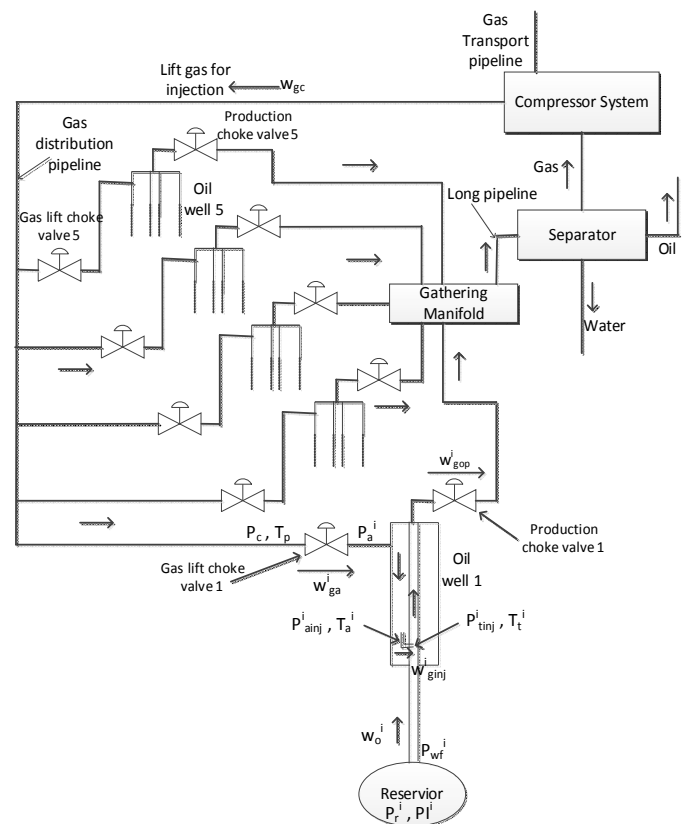 Gas
Transport
pipeline
Lift gas for
injection
w_gc
Compressor System
Production
choke valve 5
Gas
distribution
pipeline
Gas
Long pipeline
Oil
well 5
Gas lift choke
valve 5
Separator
Oil
Gathering
Manifold
Water
w^i_gop
P_c , T_p
P_a^i
Production
choke valve 1
Gas lift choke
valve 1
w^i_ga
Oil
well 1
P^i_ainj , T_a^i
P^i_tinj , T_t^i
w^i_ginj
w_o^i
P_wf^i
Reservior
P_r^i , PI^i